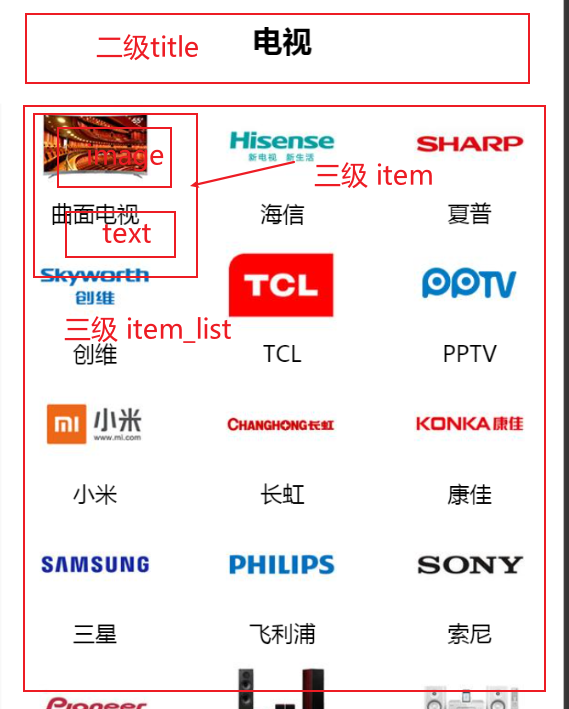 二级title
电视
65"
image
Hisense
新电视 新生活
SHARP
三级 item
曲面电视
海信
夏普
text
Skyworth
创维
TCL
PPTV
三级 item_list
创维
TCL
PPTV
mi 小米
www.mi.com
CHANGHONG长虹
KONKA康佳
小米
长虹
康佳
SAMSUNG
PHILIPS
SONY
三星
飞利浦
索尼
Pioneer